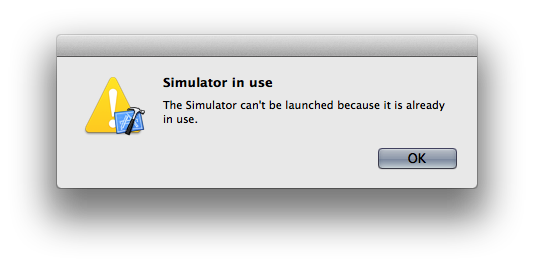 Simulator in use
The Simulator can't be launched because it is already
in use.
OK